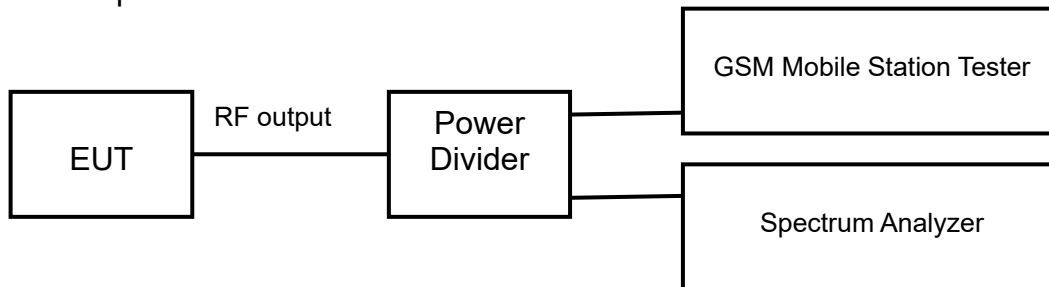 GSM Mobile Station Tester
RF output
EUT
Power
Divider
Spectrum Analyzer